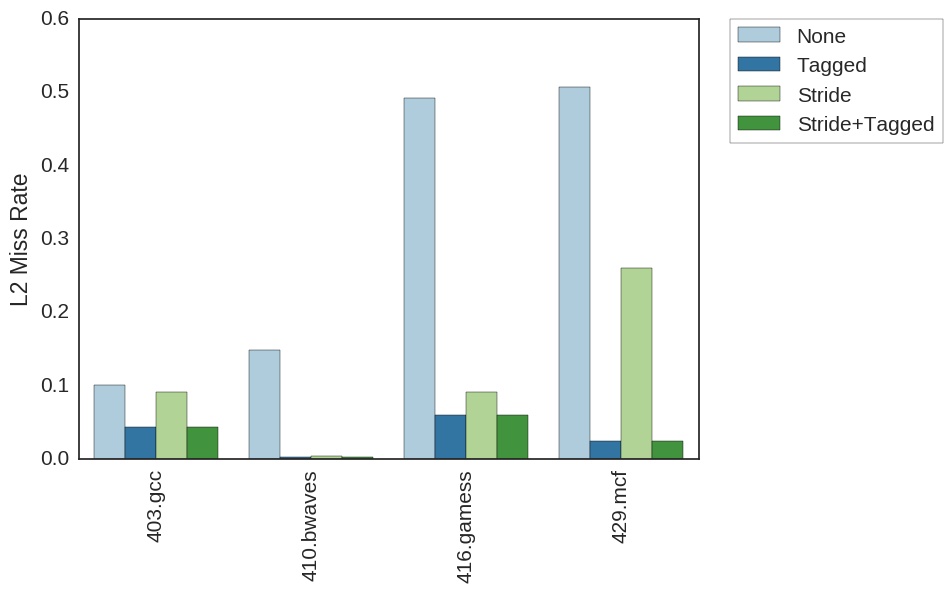 0.6
0.5
0.4
0.3
0.2
0.1
0.0
L2 Miss Rate
403.gcc
410.bwaves
416.gamess
429.mcf
None
Tagged
Stride
Stride+Tagged